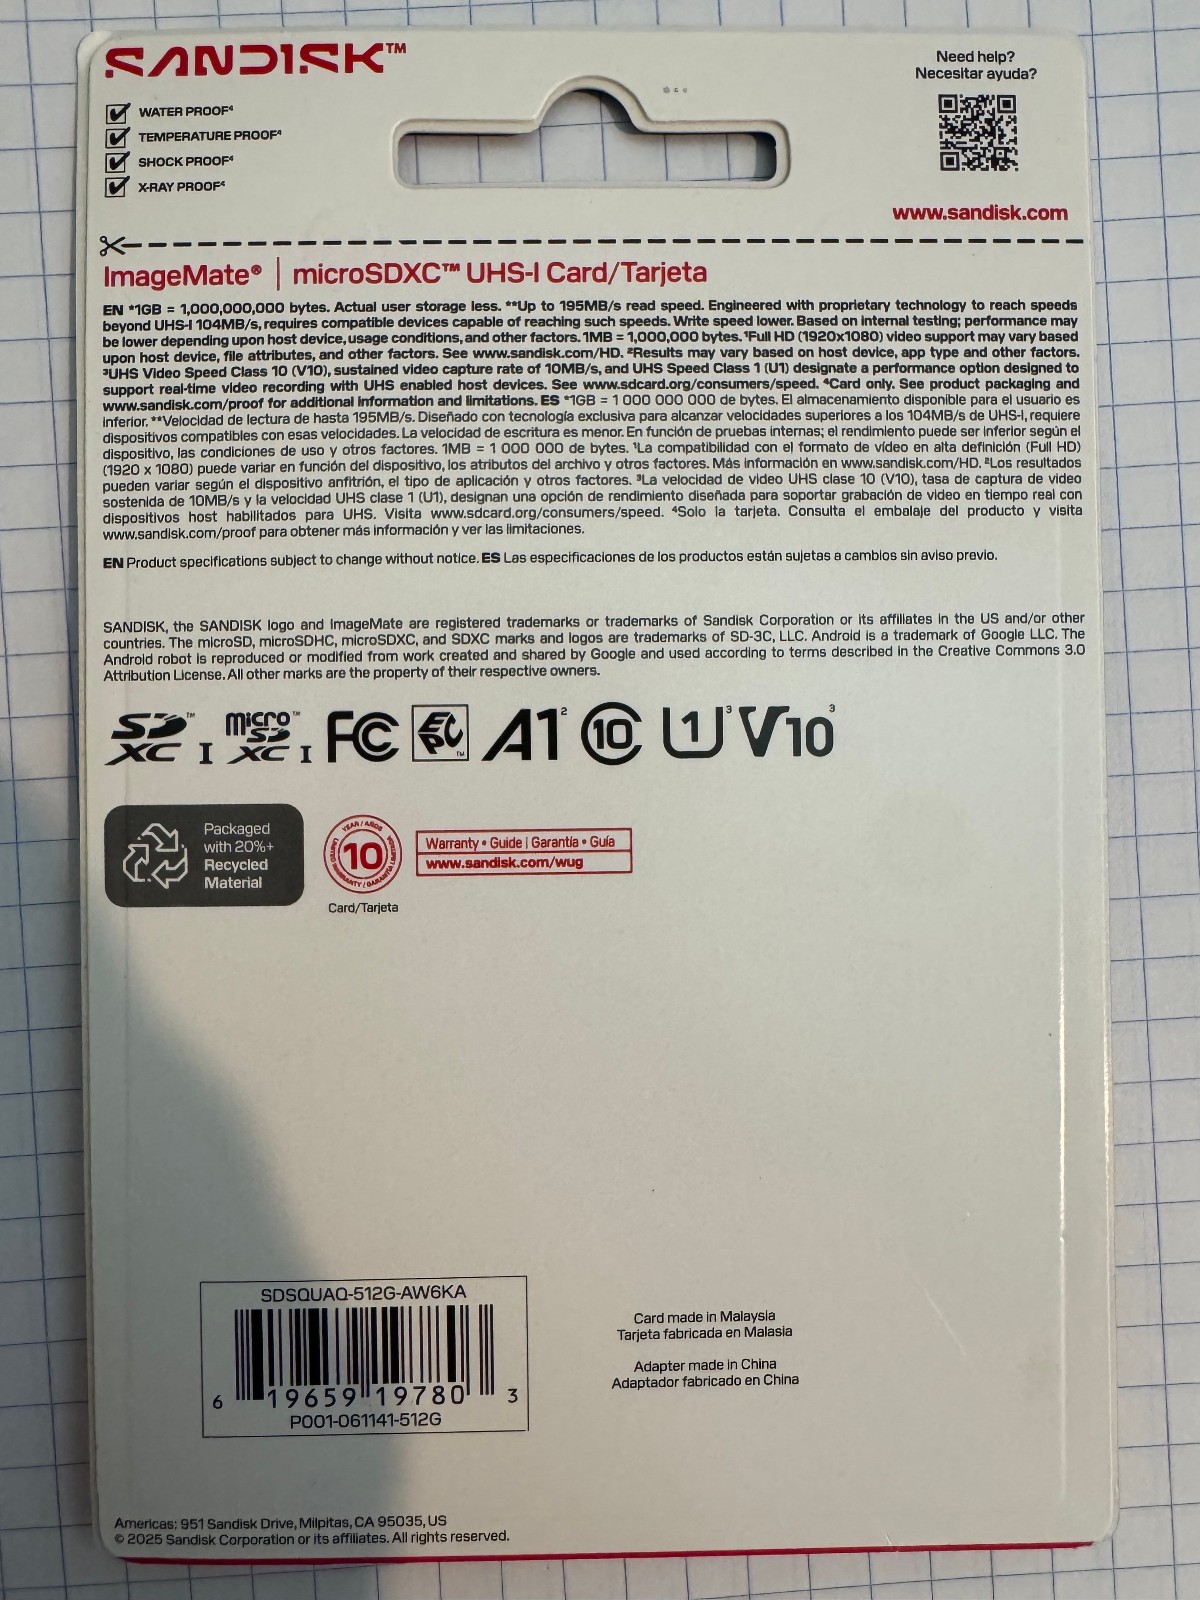 SANDISK™
Need help?
Necesitar ayuda?
WATER PROOF⁴
TEMPERATURE PROOF⁴
SHOCK PROOF⁴
X-RAY PROOF⁴
www.sandisk.com
ImageMate® | microSDXC™ UHS-I Card/Tarjeta
EN *1GB = 1,000,000,000 bytes. Actual user storage less. **Up to 195MB/s read speed. Engineered with proprietary technology to reach speeds
beyond UHS-I 104MB/s, requires compatible devices capable of reaching such speeds. Write speed lower. Based on internal testing; performance may
be lower depending upon host device, usage conditions, and other factors. 1MB = 1,000,000 bytes. ¹Full HD (1920x1080) video support may vary based
upon host device, file attributes, and other factors. See www.sandisk.com/HD. ²Results may vary based on host device, app type and other factors.
³UHS Video Speed Class 10 (V10), sustained video capture rate of 10MB/s, and UHS Speed Class 1 (U1) designate a performance option designed to
support real-time video recording with UHS enabled host devices. See www.sdcard.org/consumers/speed. ⁴Card only. See product packaging and
www.sandisk.com/proof for additional information and limitations. ES *1GB = 1 000 000 000 de bytes. El almacenamiento disponible para el usuario es
inferior. **Velocidad de lectura de hasta 195MB/s. Diseñado con tecnología exclusiva para alcanzar velocidades superiores a los 104MB/s de UHS-I, requiere
dispositivos compatibles con esas velocidades. La velocidad de escritura es menor. En función de pruebas internas; el rendimiento puede ser inferior según el
dispositivo, las condiciones de uso y otros factores. 1MB = 1 000 000 de bytes. ¹La compatibilidad con el formato de vídeo en alta definición (Full HD)
(1920 x 1080) puede variar en función del dispositivo, los atributos del archivo y otros factores. Más información en www.sandisk.com/HD. ²Los resultados
pueden variar según el dispositivo anfitrión, el tipo de aplicación y otros factores. ³La velocidad de video UHS clase 10 (V10), tasa de captura de video
sostenida de 10MB/s y la velocidad UHS clase 1 (U1), designan una opción de rendimiento diseñada para soportar grabación de video en tiempo real con
dispositivos host habilitados para UHS. Visita www.sdcard.org/consumers/speed. ⁴Solo la tarjeta. Consulta el embalaje del producto y visita
www.sandisk.com/proof para obtener más información y ver las limitaciones.
EN Product specifications subject to change without notice. ES Las especificaciones de los productos están sujetas a cambios sin aviso previo.
SANDISK, the SANDISK logo and ImageMate are registered trademarks or trademarks of Sandisk Corporation or its affiliates in the US and/or other
countries. The microSD, microSDHC, microSDXC, and SDXC marks and logos are trademarks of SD-3C, LLC. Android is a trademark of Google LLC. The
Android robot is reproduced or modified from work created and shared by Google and used according to terms described in the Creative Commons 3.0
Attribution License. All other marks are the property of their respective owners.
SD XC I™ micro SD XC I™ FC EC PC™ A1² 10 U1³ V10³
Packaged
with 20%+
Recycled
Material
YEAR / AÑOS
10
LIMITED WARRANTY / GARANTÍA LIMITADA
Card/Tarjeta
Warranty • Guide | Garantía • Guía
www.sandisk.com/wug
SDSQUAQ-512G-AW6KA
6 19659 19780 3
P001-061141-512G
Card made in Malaysia
Tarjeta fabricada en Malasia
Adapter made in China
Adaptador fabricado en China
Americas: 951 Sandisk Drive, Milpitas, CA 95035, US
© 2025 Sandisk Corporation or its affiliates. All rights reserved.